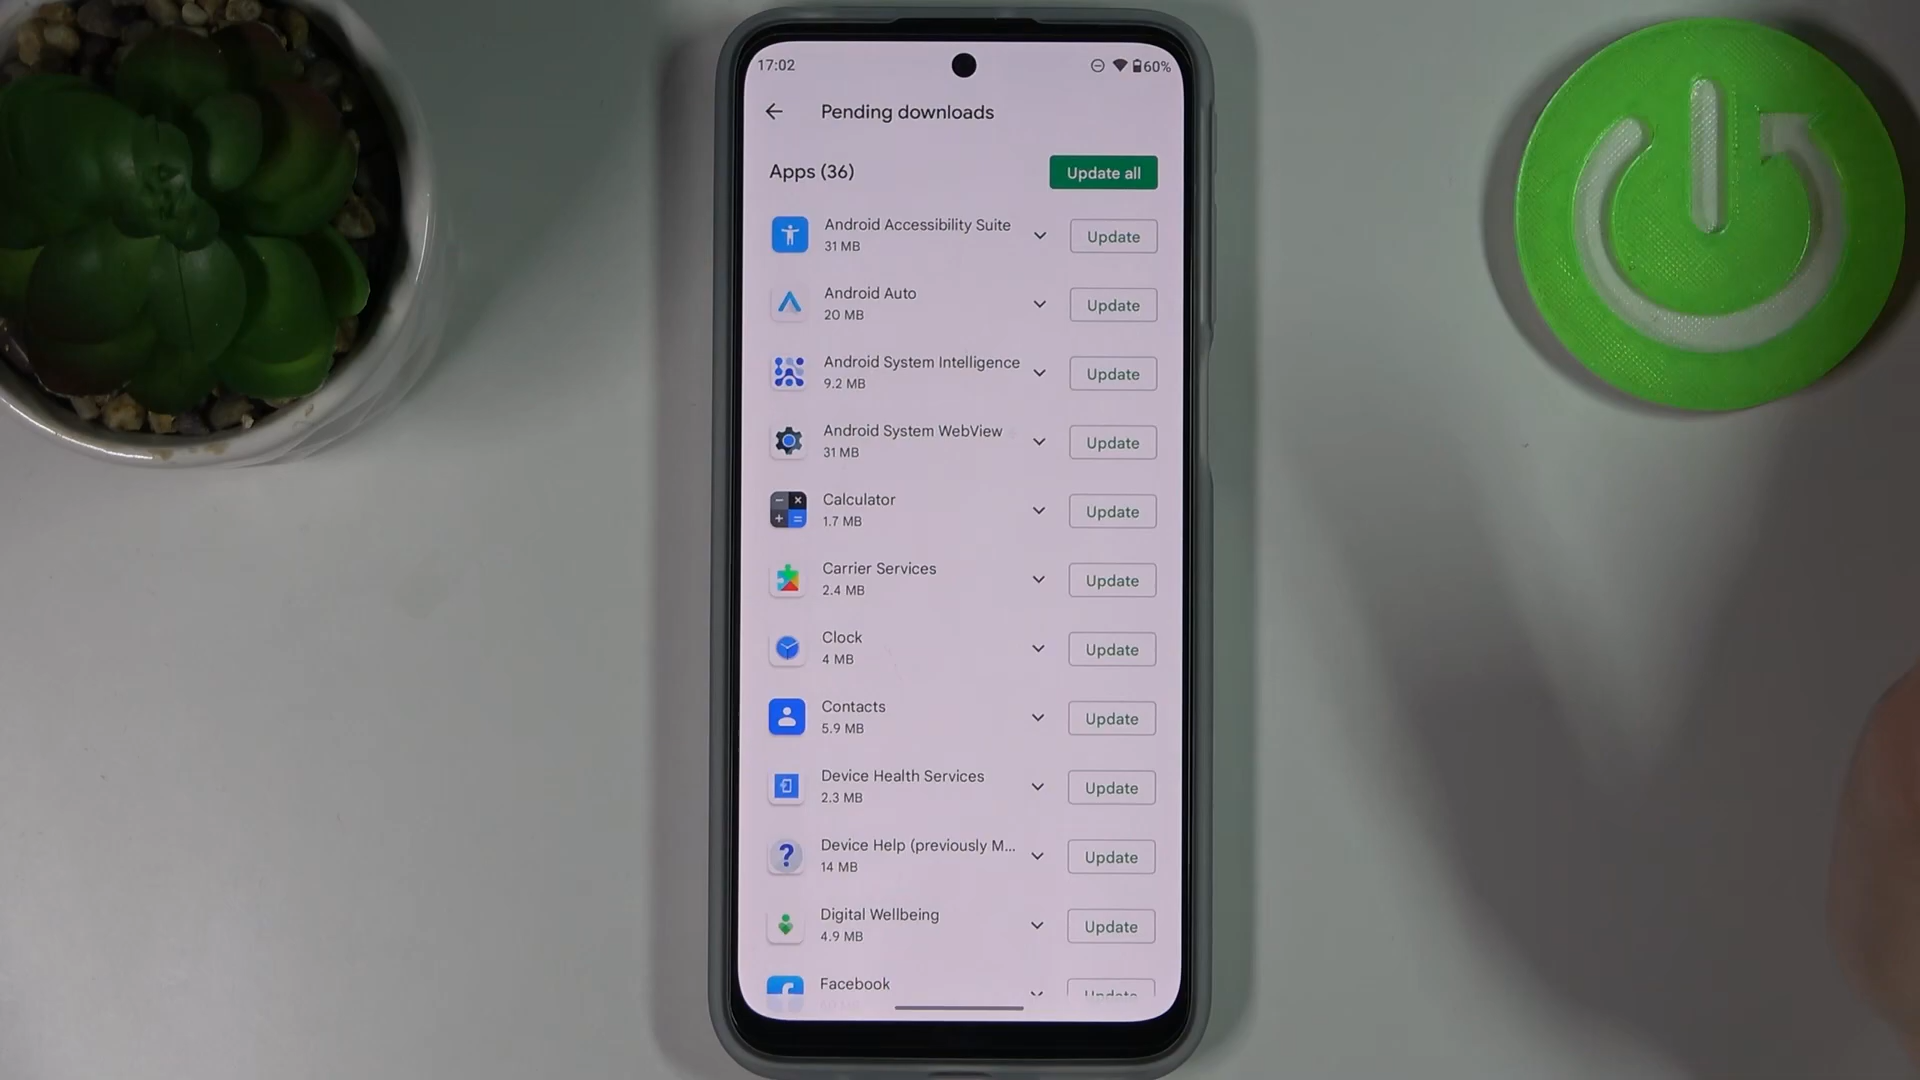 17:02
60%
Pending downloads
Apps (36)
Update all
Android Accessibility Suite
31 MB
Update
Android Auto
20 MB
Update
Android System Intelligence
9.2 MB
Update
Android System WebView
31 MB
Update
Calculator
1.7 MB
Update
Carrier Services
2.4 MB
Update
Clock
4 MB
Update
Contacts
5.9 MB
Update
Device Health Services
2.3 MB
Update
Device Help (previously M...
14 MB
Update
Digital Wellbeing
4.9 MB
Update
Facebook
Update